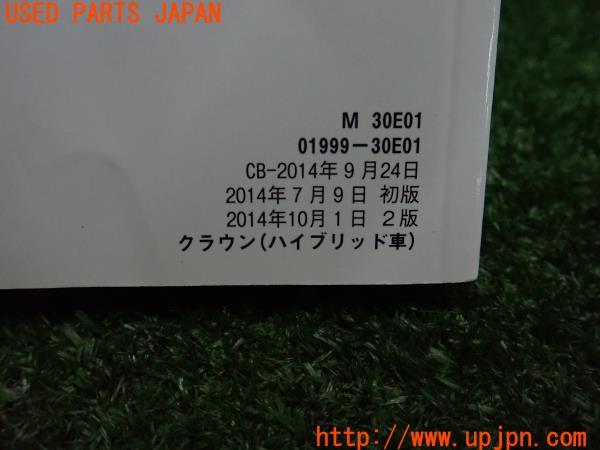 USED PARTS JAPAN
M 30E01
01999-30E01
CB-2014年9月24日
2014年7月9日 初版
2014年10月1日 2版
クラウン(ハイブリッド車)
http://www.upjpn.com